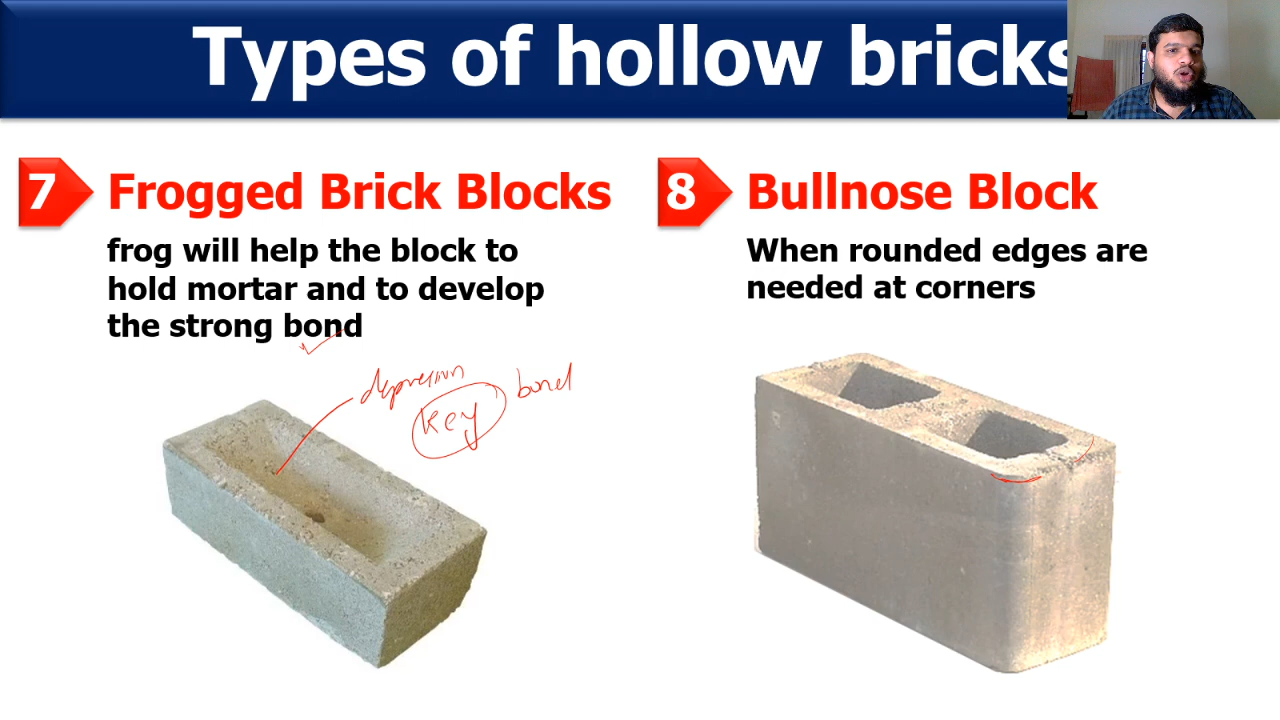 Types of hollow bricks
7 Frogged Brick Blocks
frog will help the block to
hold mortar and to develop
the strong bond
depression
key
bond
8 Bullnose Block
When rounded edges are
needed at corners